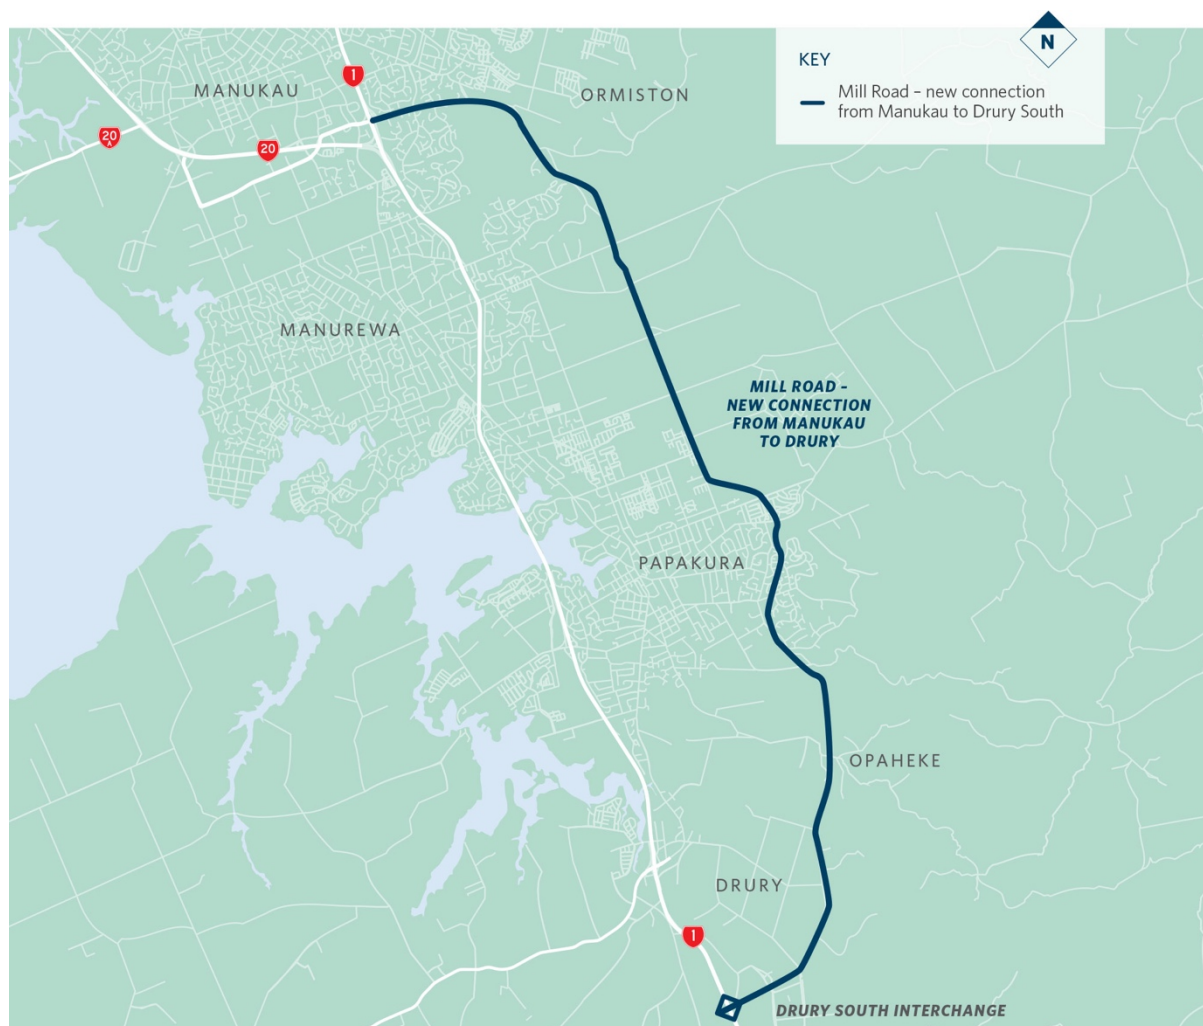 N
KEY
Mill Road – new connection
from Manukau to Drury South
MANUKAU
1
ORMISTON
20
A
20
MANUREWA
MILL ROAD –
NEW CONNECTION
FROM MANUKAU
TO DRURY
PAPAKURA
OPAHEKE
DRURY
1
DRURY SOUTH INTERCHANGE